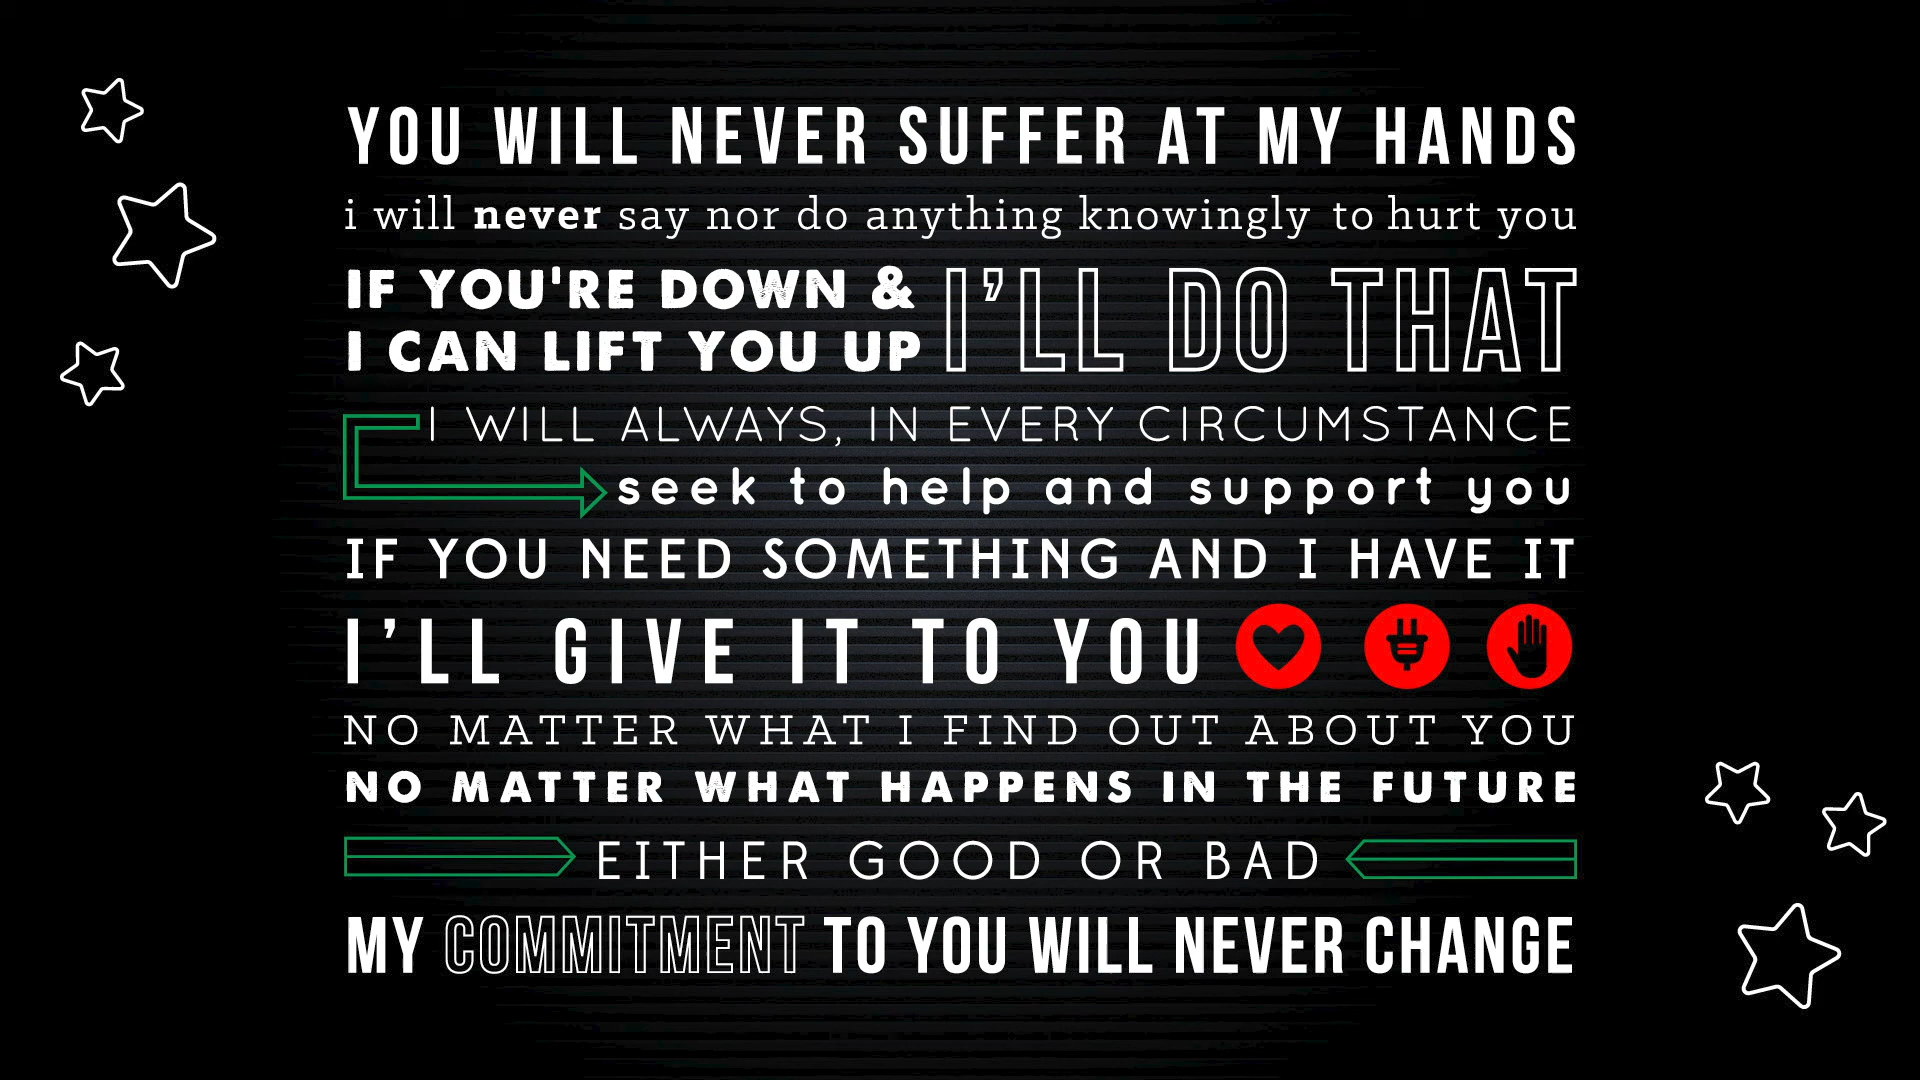 YOU WILL NEVER SUFFER AT MY HANDS
i will never say nor do anything knowingly to hurt you
IF YOU'RE DOWN &
I CAN LIFT YOU UP
I'LL DO THAT
I WILL ALWAYS, IN EVERY CIRCUMSTANCE
seek to help and support you
IF YOU NEED SOMETHING AND I HAVE IT
I'LL GIVE IT TO YOU
NO MATTER WHAT I FIND OUT ABOUT YOU
NO MATTER WHAT HAPPENS IN THE FUTURE
EITHER GOOD OR BAD
MY COMMITMENT TO YOU WILL NEVER CHANGE